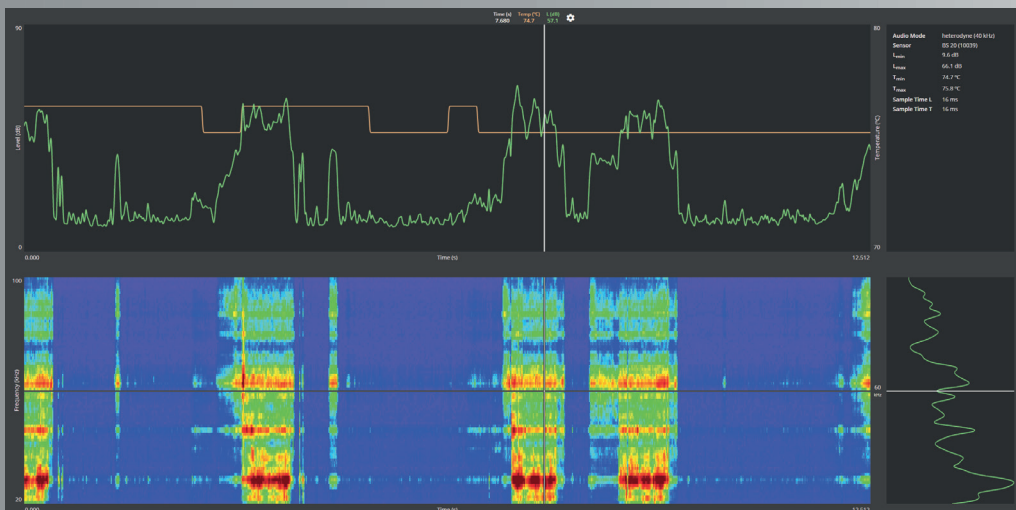 Time (s) Temp (°C) L (dB)
7.680 74.7 57.1
90
80
Level (dB)
Temperature (°C)
0
70
0.000
Time (s)
12.512
Audio Mode heterodyne (40 kHz)
Sensor BS 20 (10039)
Lmin 9.6 dB
Lmax 66.1 dB
Tmin 74.7 °C
Tmax 75.8 °C
Sample Time L 16 ms
Sample Time T 16 ms
100
Frequency (kHz)
20
60
kHz
0.000
Time (s)
12.512